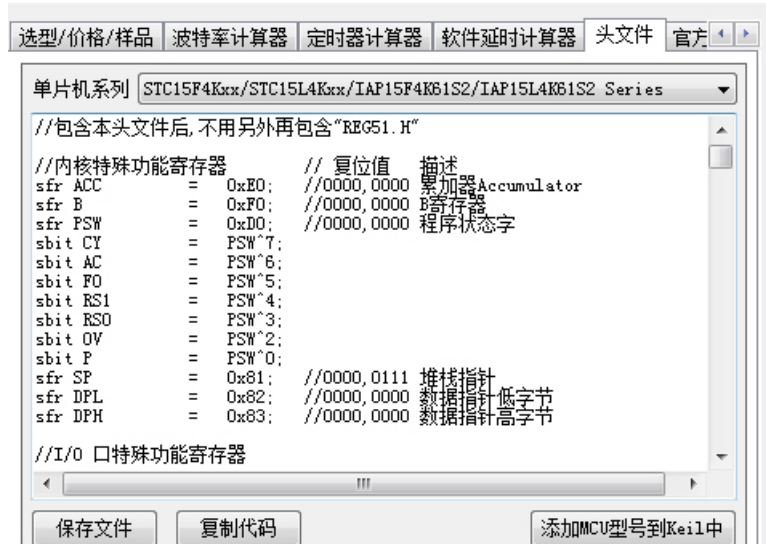 选型/价格/样品 波特率计算器 定时器计算器 软件延时计算器 头文件 官方
单片机系列 STC15F4Kxx/STC15L4Kxx/IAP15F4K61S2/IAP15L4K61S2 Series
//包含本头文件后,不用另外再包含"REG51.H"
//内核特殊功能寄存器 // 复位值 描述
sfr ACC = 0xE0; //0000,0000 累加器Accumulator
sfr B = 0xF0; //0000,0000 B寄存器
sfr PSW = 0xD0; //0000,0000 程序状态字
sbit CY = PSW^7;
sbit AC = PSW^6;
sbit F0 = PSW^5;
sbit RS1 = PSW^4;
sbit RS0 = PSW^3;
sbit OV = PSW^2;
sbit P = PSW^0;
sfr SP = 0x81; //0000,0111 堆栈指针
sfr DPL = 0x82; //0000,0000 数据指针低字节
sfr DPH = 0x83; //0000,0000 数据指针高字节
//I/O 口特殊功能寄存器
保存文件 复制代码 添加MCU型号到Keil中